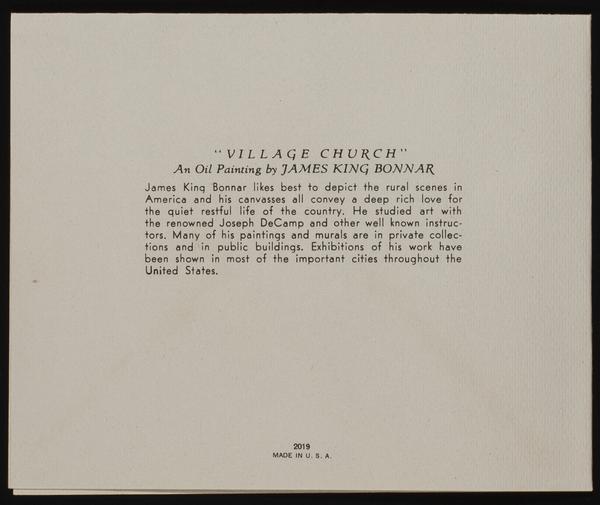 "VILLAGE CHURCH"
An Oil Painting by JAMES KING BONNAR
James King Bonnar likes best to depict the rural scenes in
America and his canvasses all convey a deep rich love for
the quiet restful life of the country. He studied art with
the renowned Joseph DeCamp and other well known instruc-
tors. Many of his paintings and murals are in private collec-
tions and in public buildings. Exhibitions of his work have
been shown in most of the important cities throughout the
United States.
2019
MADE IN U. S. A.